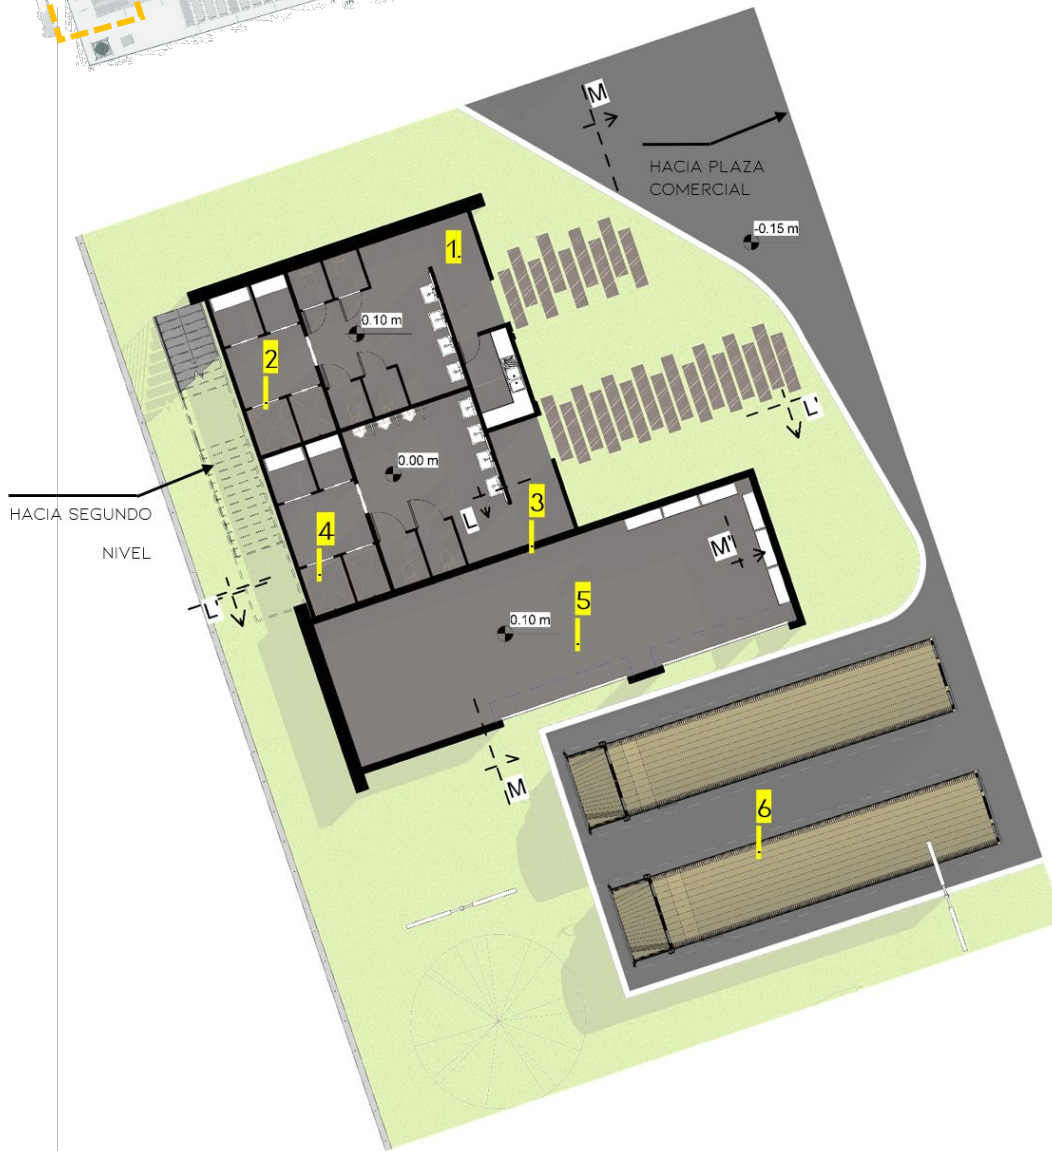 M
HACIA PLAZA
COMERCIAL
-0.15 m
1.
0.10 m
2
L'
0.00 m
HACIA SEGUNDO
NIVEL
L
3
4
M'
5
L'
0.10 m
M
6